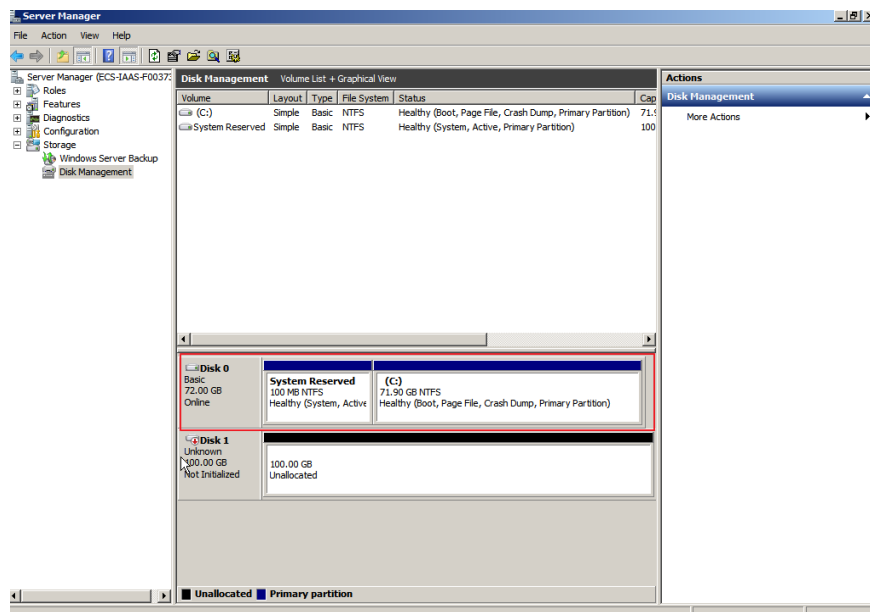 Server Manager
File Action View Help
Server Manager (ECS-IAAS-F0037
Roles
Features
Diagnostics
Configuration
Storage
Windows Server Backup
Disk Management
Disk Management Volume List + Graphical View
Volume Layout Type File System Status Cap
(C:) Simple Basic NTFS Healthy (Boot, Page File, Crash Dump, Primary Partition) 71.9
System Reserved Simple Basic NTFS Healthy (System, Active, Primary Partition) 100
Disk 0
Basic
72.00 GB
Online
System Reserved
100 MB NTFS
Healthy (System, Active
(C:)
71.90 GB NTFS
Healthy (Boot, Page File, Crash Dump, Primary Partition)
Disk 1
Unknown
100.00 GB
Not Initialized
100.00 GB
Unallocated
Unallocated Primary partition
Actions
Disk Management
More Actions